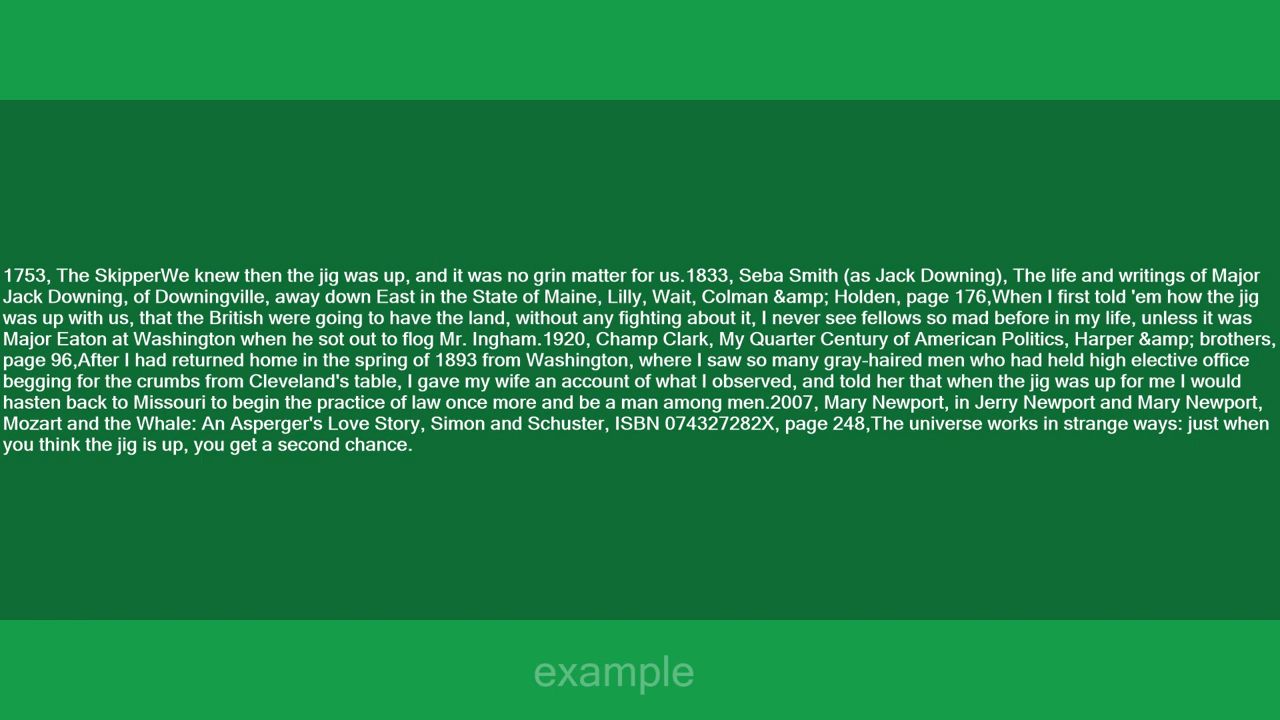 1753, The SkipperWe knew then the jig was up, and it was no grin matter for us.1833, Seba Smith (as Jack Downing), The life and writings of Major
Jack Downing, of Downingville, away down East in the State of Maine, Lilly, Wait, Colman &amp; Holden, page 176,When I first told 'em how the jig
was up with us, that the British were going to have the land, without any fighting about it, I never see fellows so mad before in my life, unless it was
Major Eaton at Washington when he sot out to flog Mr. Ingham.1920, Champ Clark, My Quarter Century of American Politics, Harper &amp; brothers,
page 96,After I had returned home in the spring of 1893 from Washington, where I saw so many gray-haired men who had held high elective office
begging for the crumbs from Cleveland's table, I gave my wife an account of what I observed, and told her that when the jig was up for me I would
hasten back to Missouri to begin the practice of law once more and be a man among men.2007, Mary Newport, in Jerry Newport and Mary Newport,
Mozart and the Whale: An Asperger's Love Story, Simon and Schuster, ISBN 074327282X, page 248,The universe works in strange ways: just when
you think the jig is up, you get a second chance.
example